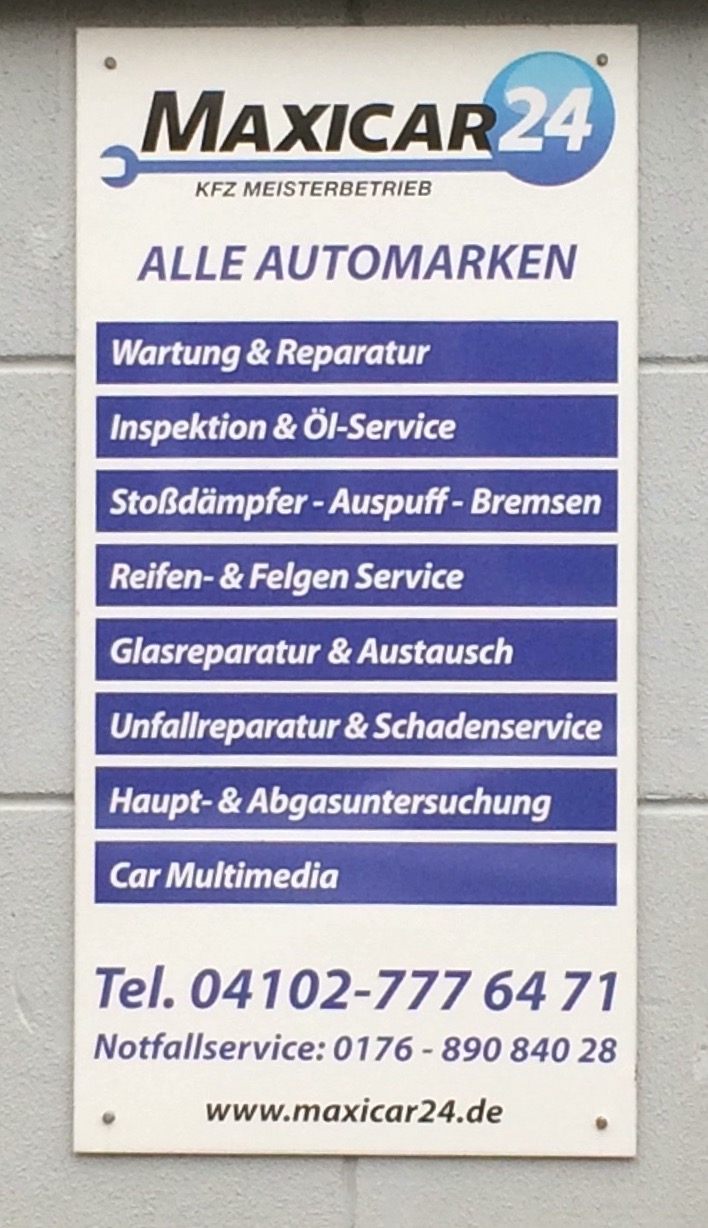 MAXICAR24
KFZ MEISTERBETRIEB
ALLE AUTOMARKEN
Wartung & Reparatur
Inspektion & Öl-Service
Stoßdämpfer - Auspuff - Bremsen
Reifen- & Felgen Service
Glasreparatur & Austausch
Unfallreparatur & Schadenservice
Haupt- & Abgasuntersuchung
Car Multimedia
Tel. 04102-777 64 71
Notfallservice: 0176 - 890 840 28
www.maxicar24.de